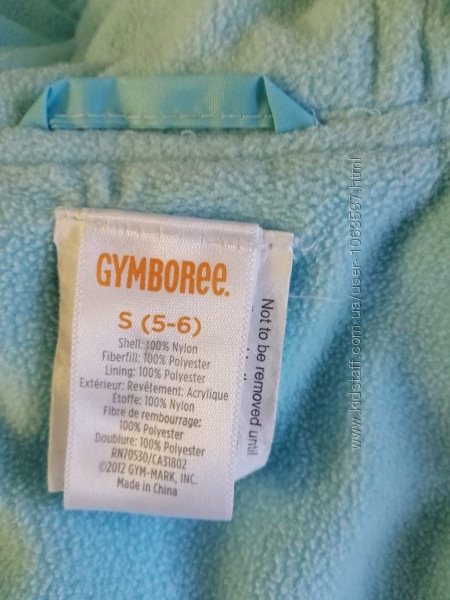 GYMBOREE.
S (5-6)
Shell: 100% Nylon
Fiberfill: 100% Polyester
Lining: 100% Polyester
Extérieur: Revêtement: Acrylique
Étoffe: 100% Nylon
Fibre de rembourrage:
100% Polyester
Doublure: 100% Polyester
RN70530/CA31802
©2012 GYM-MARK, INC.
Made in China
Not to be removed until
www.kidstaff.com.ua/user-1063537.html